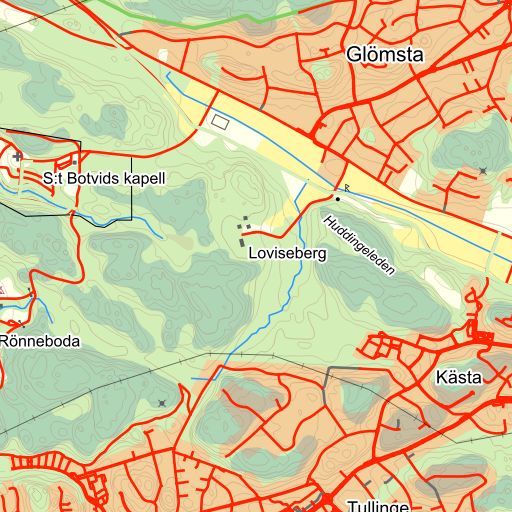 Glömsta
S:t Botvids kapell
Huddingeleden
Loviseberg
Rönneboda
Kästa
Tullinge